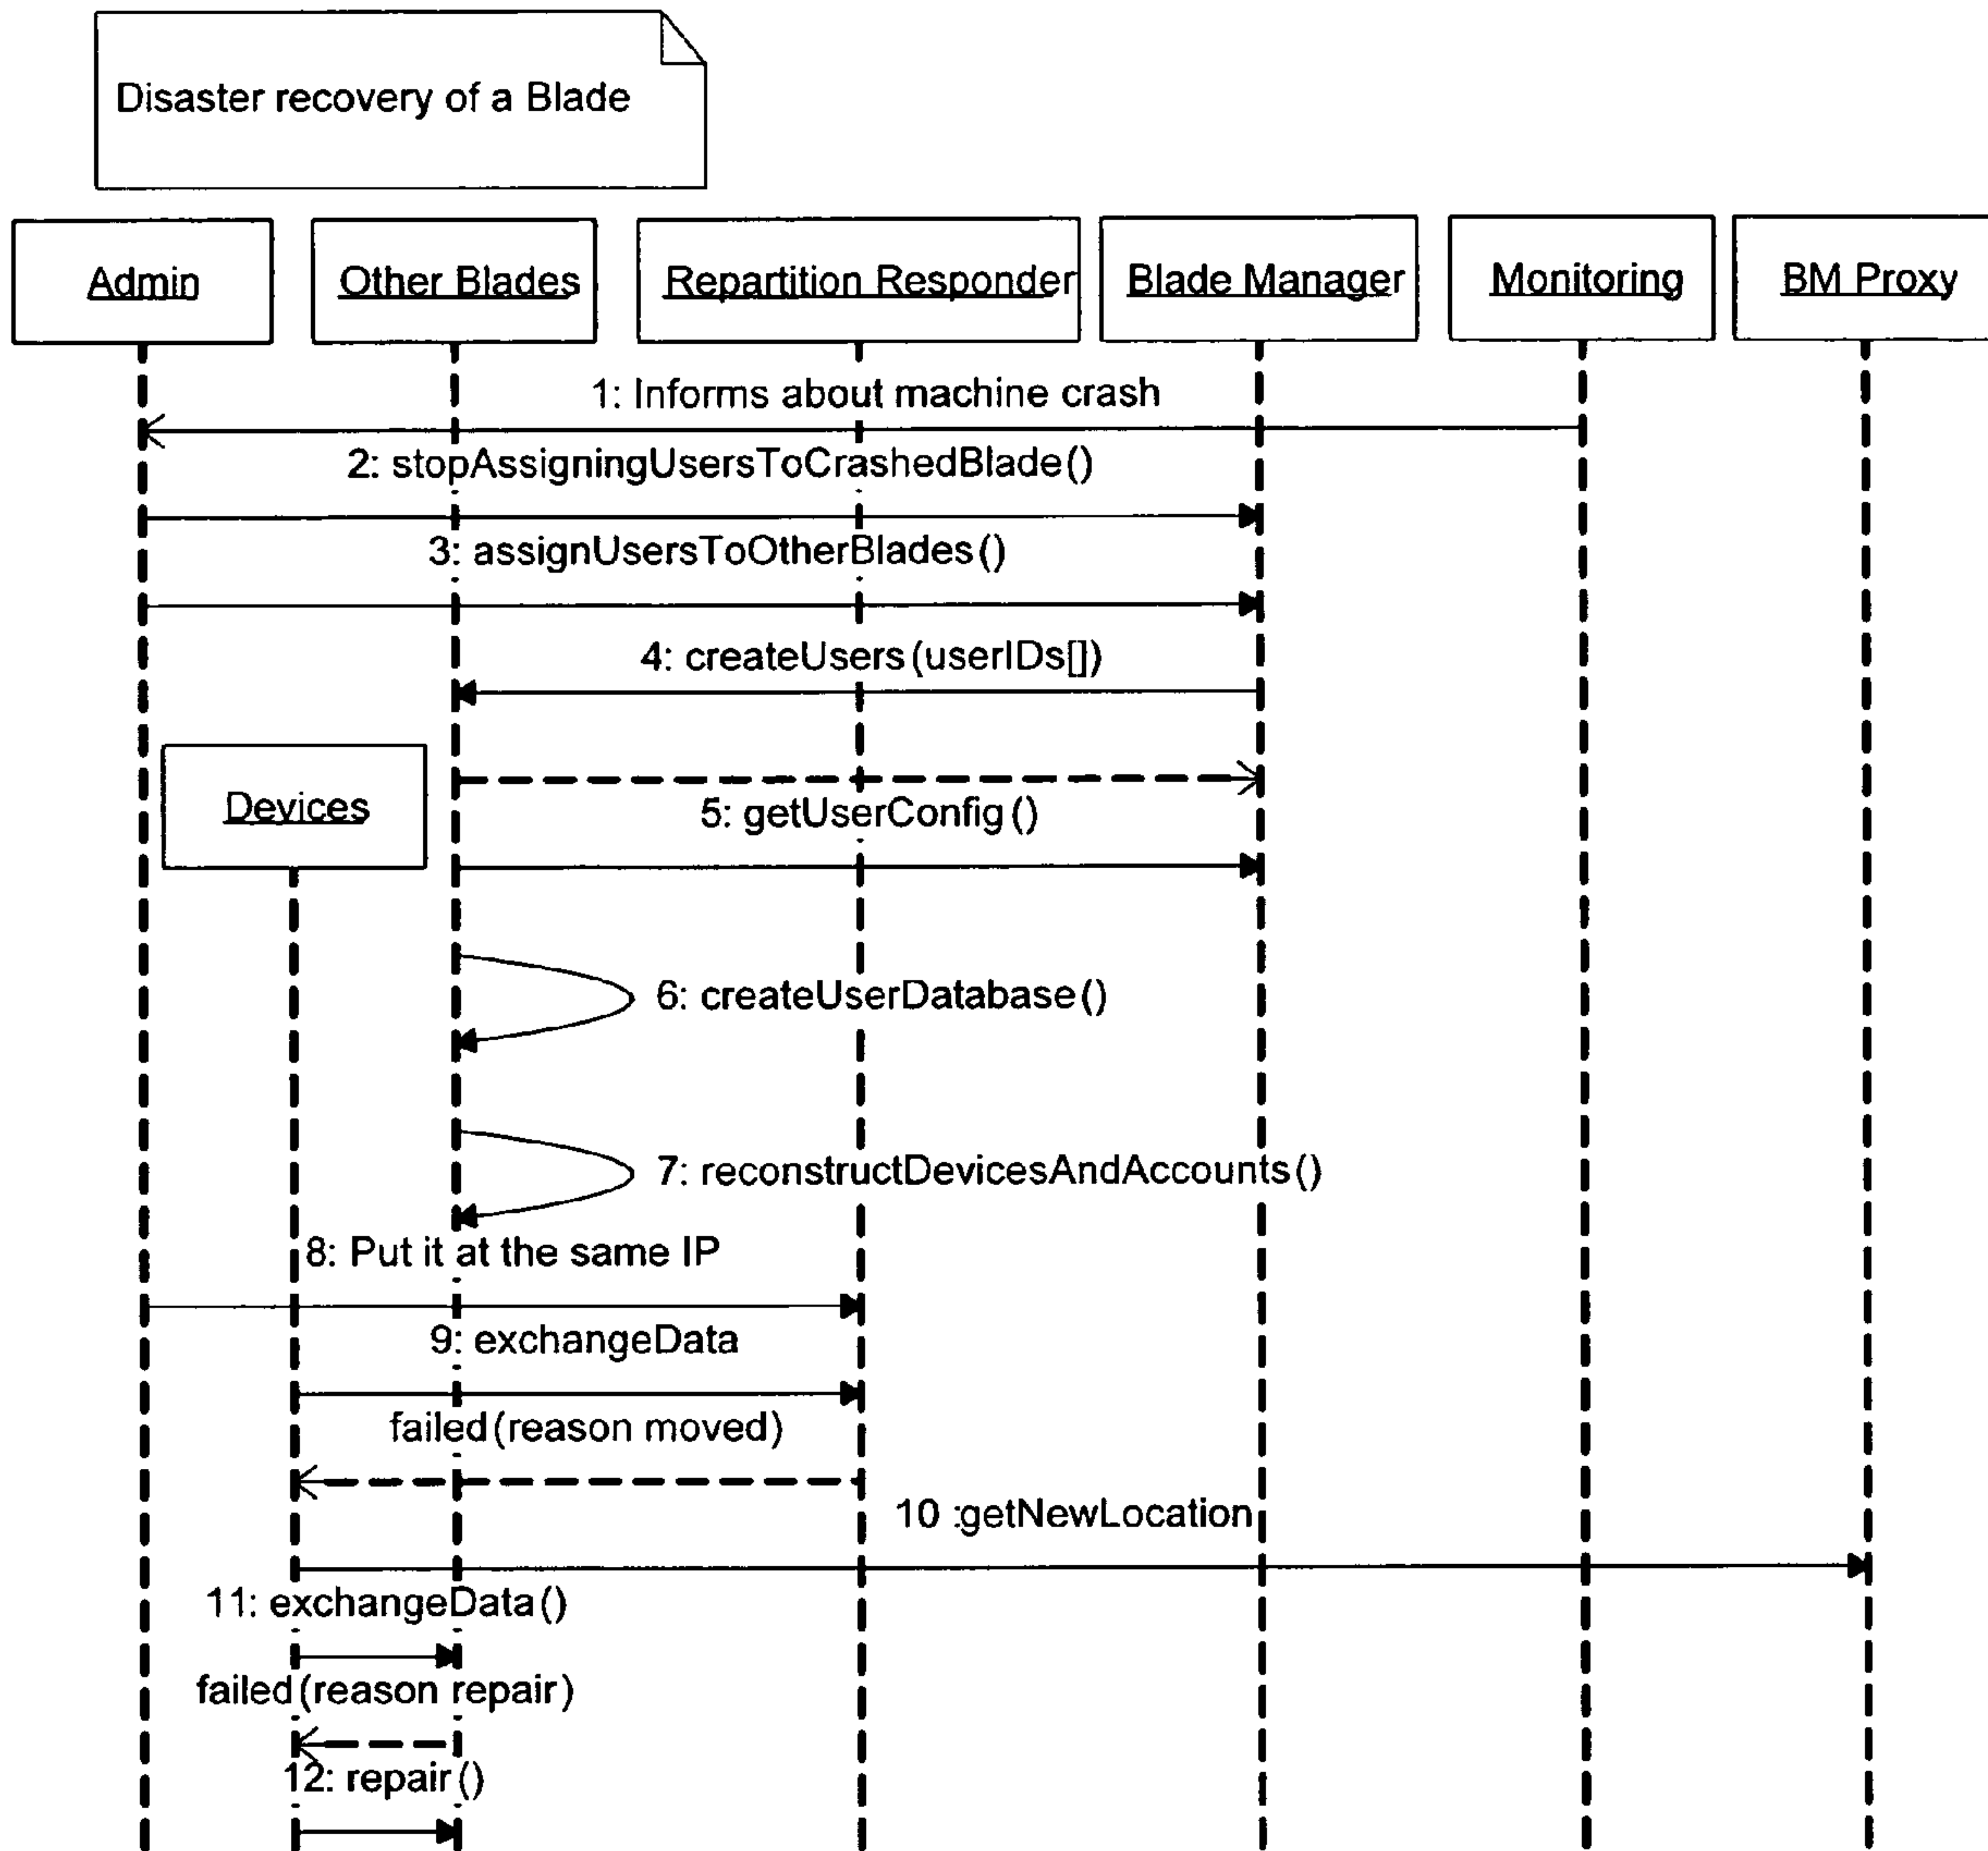 Disaster recovery of a Blade
Admin
Other Blades
Repartition Responder
Blade Manager
Monitoring
BM Proxy
1: Informs about machine crash
2: stopAssigningUsersToCrashedBlade()
3: assignUsersToOtherBlades()
4: createUsers(userIDs[])
Devices
5: getUserConfig()
6: createUserDatabase()
7: reconstructDevicesAndAccounts()
8: Put it at the same IP
9: exchangeData
failed(reason moved)
10 :getNewLocation
11: exchangeData()
failed(reason repair)
12: repair()